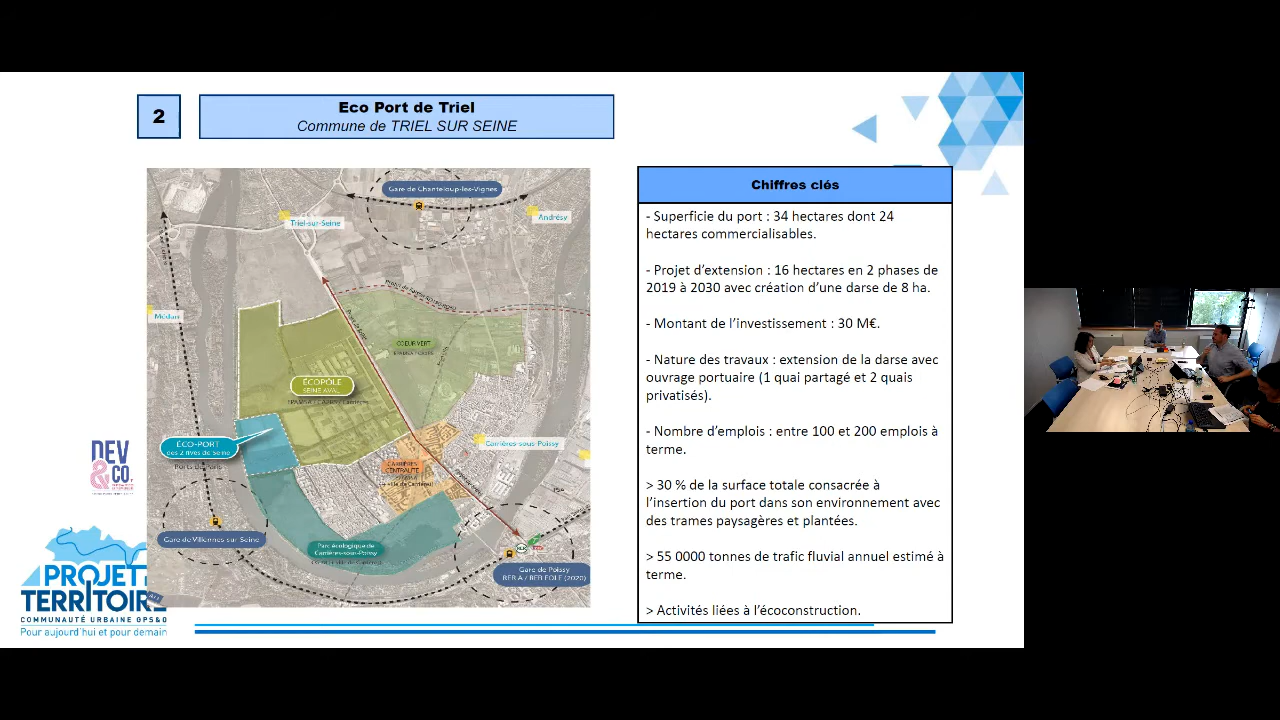 2
Eco Port de Triel
Commune de TRIEL SUR SEINE
Gare de Chanteloup-les-Vignes
Triel-sur-Seine
Andrésy
Médan
COEUR VERT
ÉCOPÔLE
SEINE AVAL
ÉCO-PORT
des 2 rives de Seine
Ports de Paris
Carrières-sous-Poissy
CARRIÈRES
CENTRALITÉ
Gare de Villennes-sur-Seine
Parc écologique de
Carrières-sous-Poissy
Gare de Poissy
RER A / RER EOLE (2020)
Chiffres clés
- Superficie du port : 34 hectares dont 24
hectares commercialisables.
- Projet d'extension : 16 hectares en 2 phases de
2019 à 2030 avec création d'une darse de 8 ha.
- Montant de l'investissement : 30 M€.
- Nature des travaux : extension de la darse avec
ouvrage portuaire (1 quai partagé et 2 quais
privatisés).
- Nombre d'emplois : entre 100 et 200 emplois à
terme.
> 30 % de la surface totale consacrée à
l'insertion du port dans son environnement avec
des trames paysagères et plantées.
> 55 0000 tonnes de trafic fluvial annuel estimé à
terme.
> Activités liées à l'écoconstruction.
DEV
&CO.
PROJET
TERRITOIRE
COMMUNAUTÉ URBAINE GPS&O
Pour aujourd'hui et pour demain